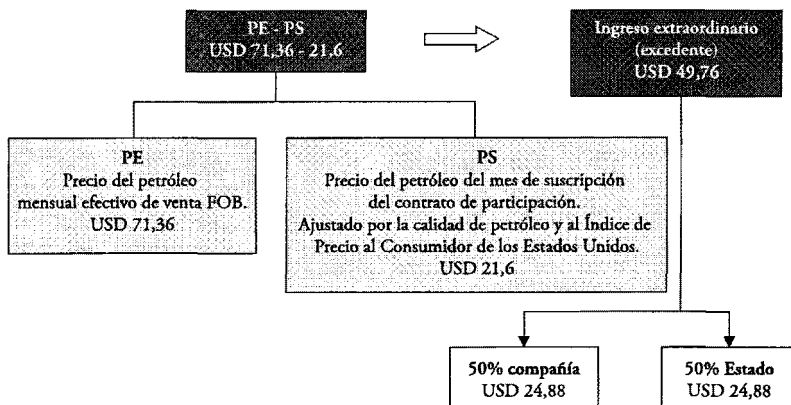 PE - PS
USD 71,36 - 21,6
Ingreso extraordinario
(excedente)
USD 49,76
PE
Precio del petróleo
mensual efectivo de venta FOB.
USD 71,36
PS
Precio del petróleo del mes de suscripción
del contrato de participación.
Ajustado por la calidad de petróleo y al Índice de
Precio al Consumidor de los Estados Unidos.
USD 21,6
50% compañía
USD 24,88
50% Estado
USD 24,88